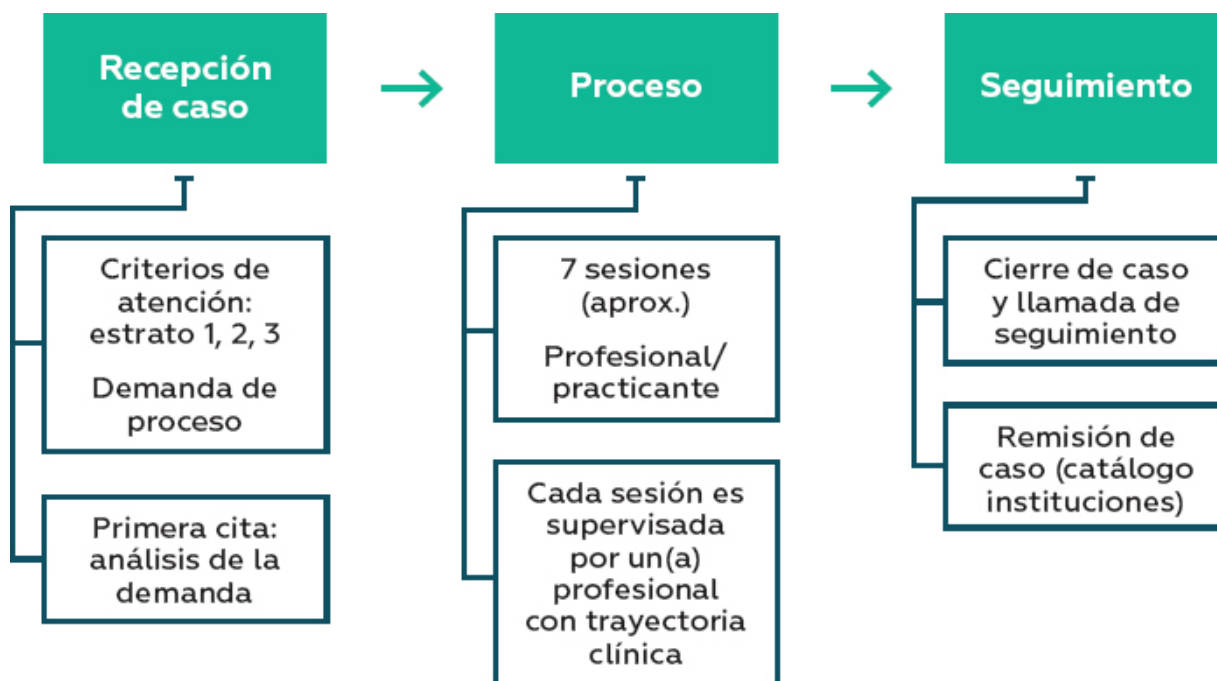 Recepción
de caso
Proceso
Seguimiento
Criterios de
atención:
estrato 1, 2, 3
Demanda de
proceso
Primera cita:
análisis de la
demanda
7 sesiones
(aprox.)
Profesional/
practicante
Cada sesión es
supervisada
por un(a)
profesional
con trayectoria
clínica
Cierre de caso
y llamada de
seguimiento
Remisión de
caso (catálogo
instituciones)